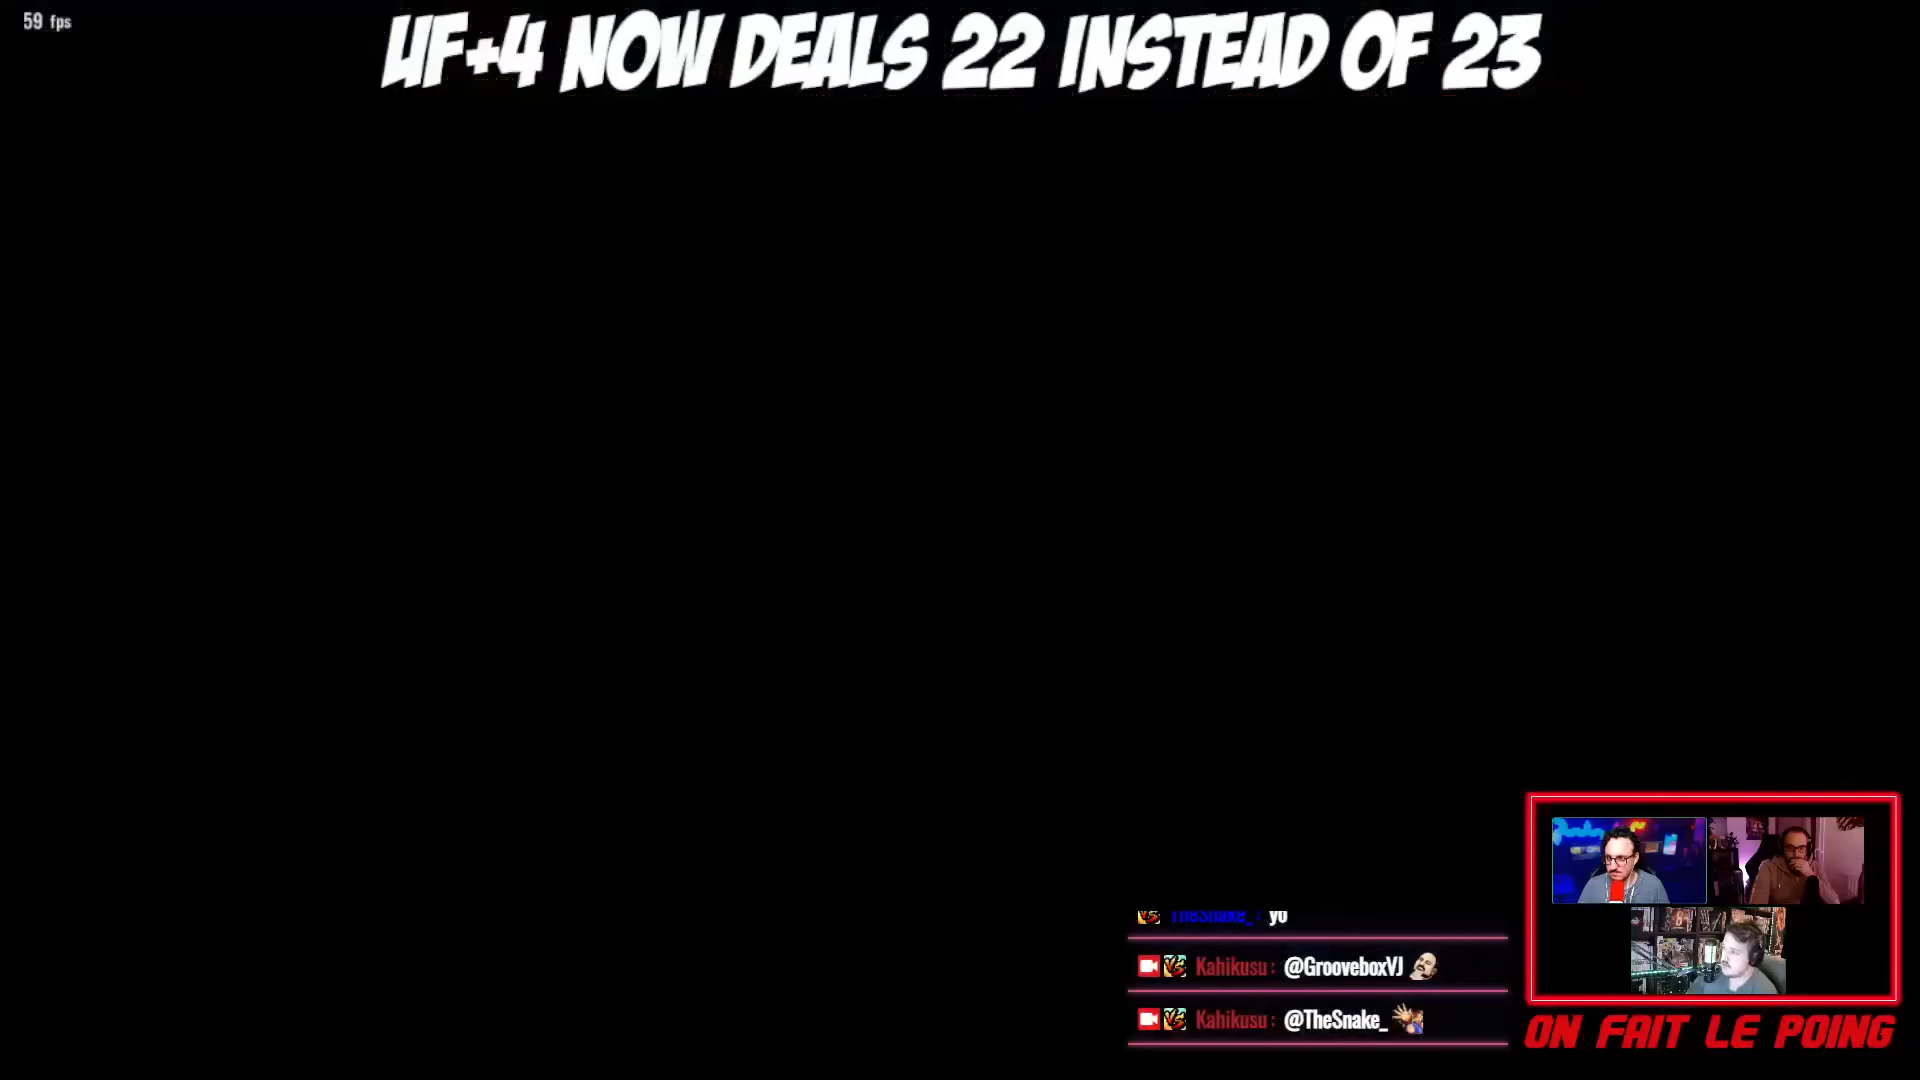 59 fps
UF+4 NOW DEALS 22 INSTEAD OF 23
TheSnake_: yo
Kahikusu: @GrooveboxVJ
Kahikusu: @TheSnake_
ON FAIT LE POING